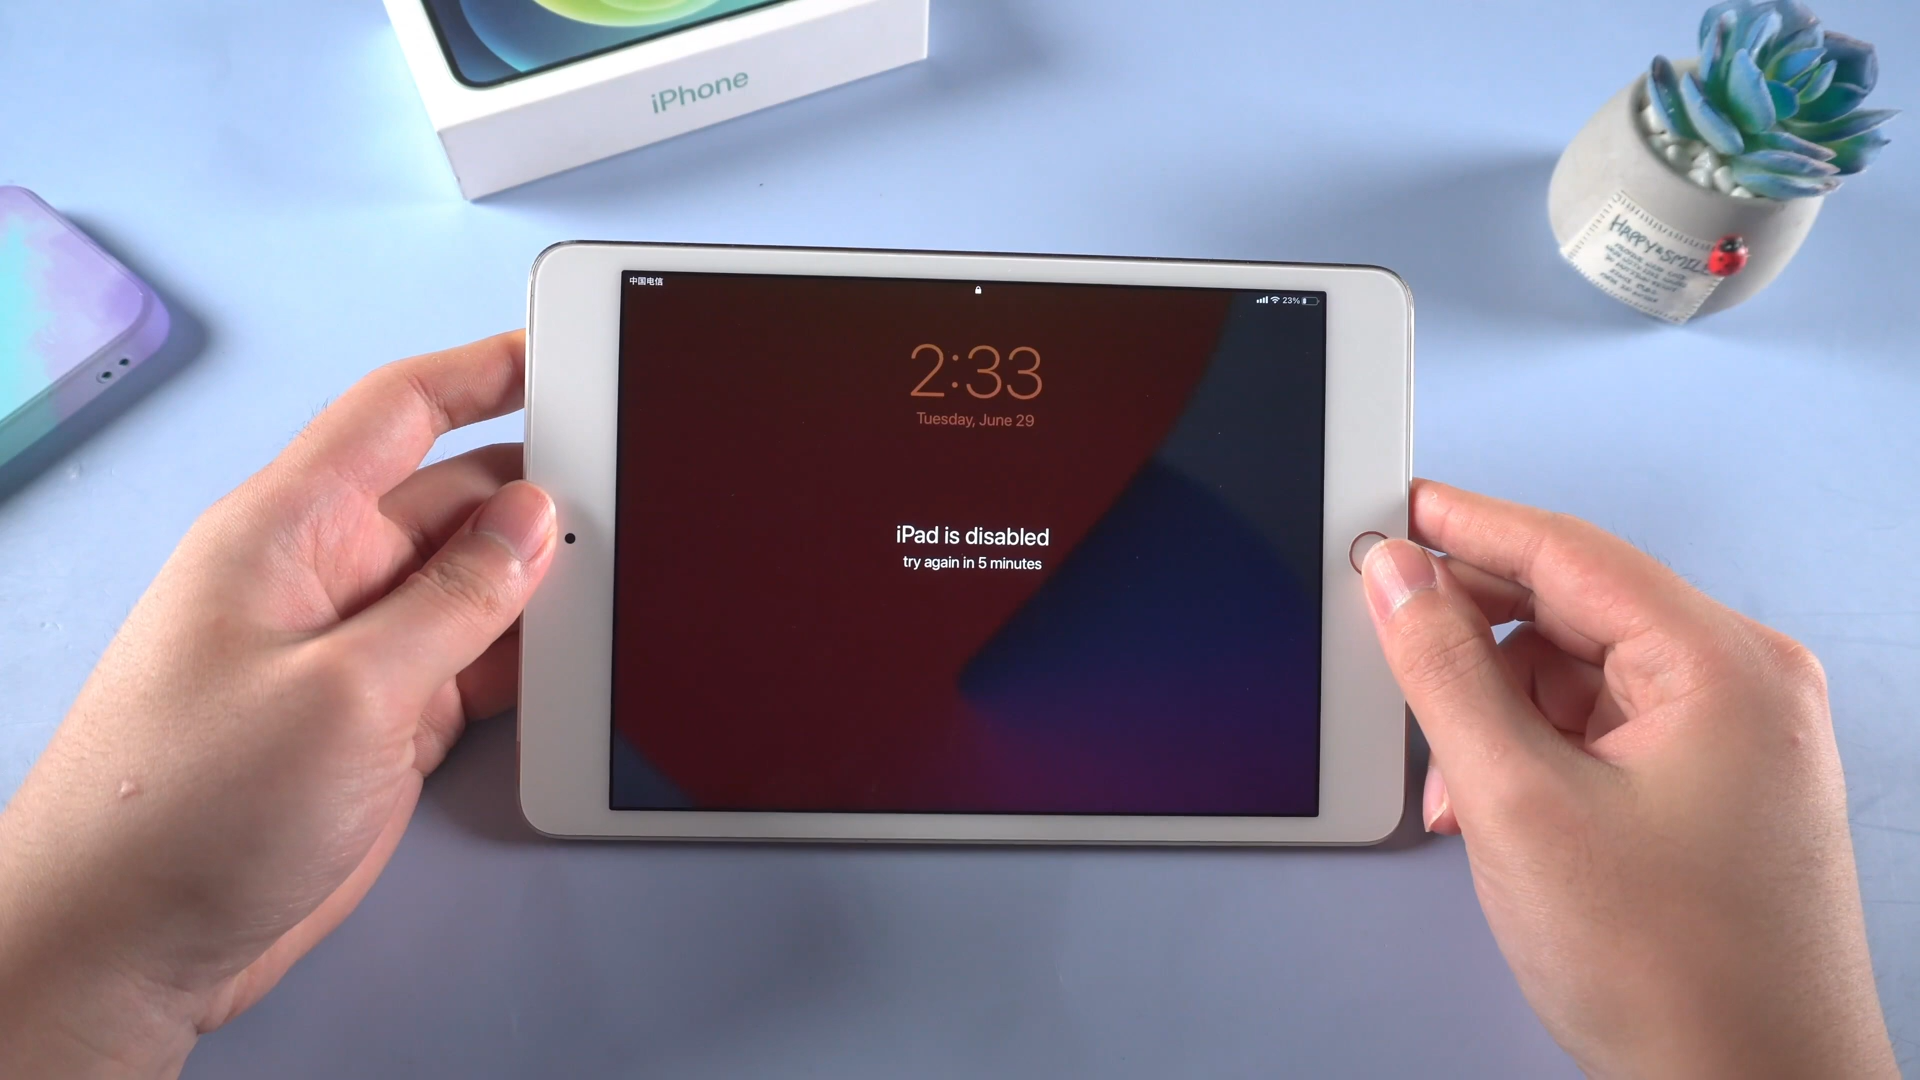 iPhone
HAPPY&SMILE
中国电信
23%
2:33
Tuesday, June 29
iPad is disabled
try again in 5 minutes